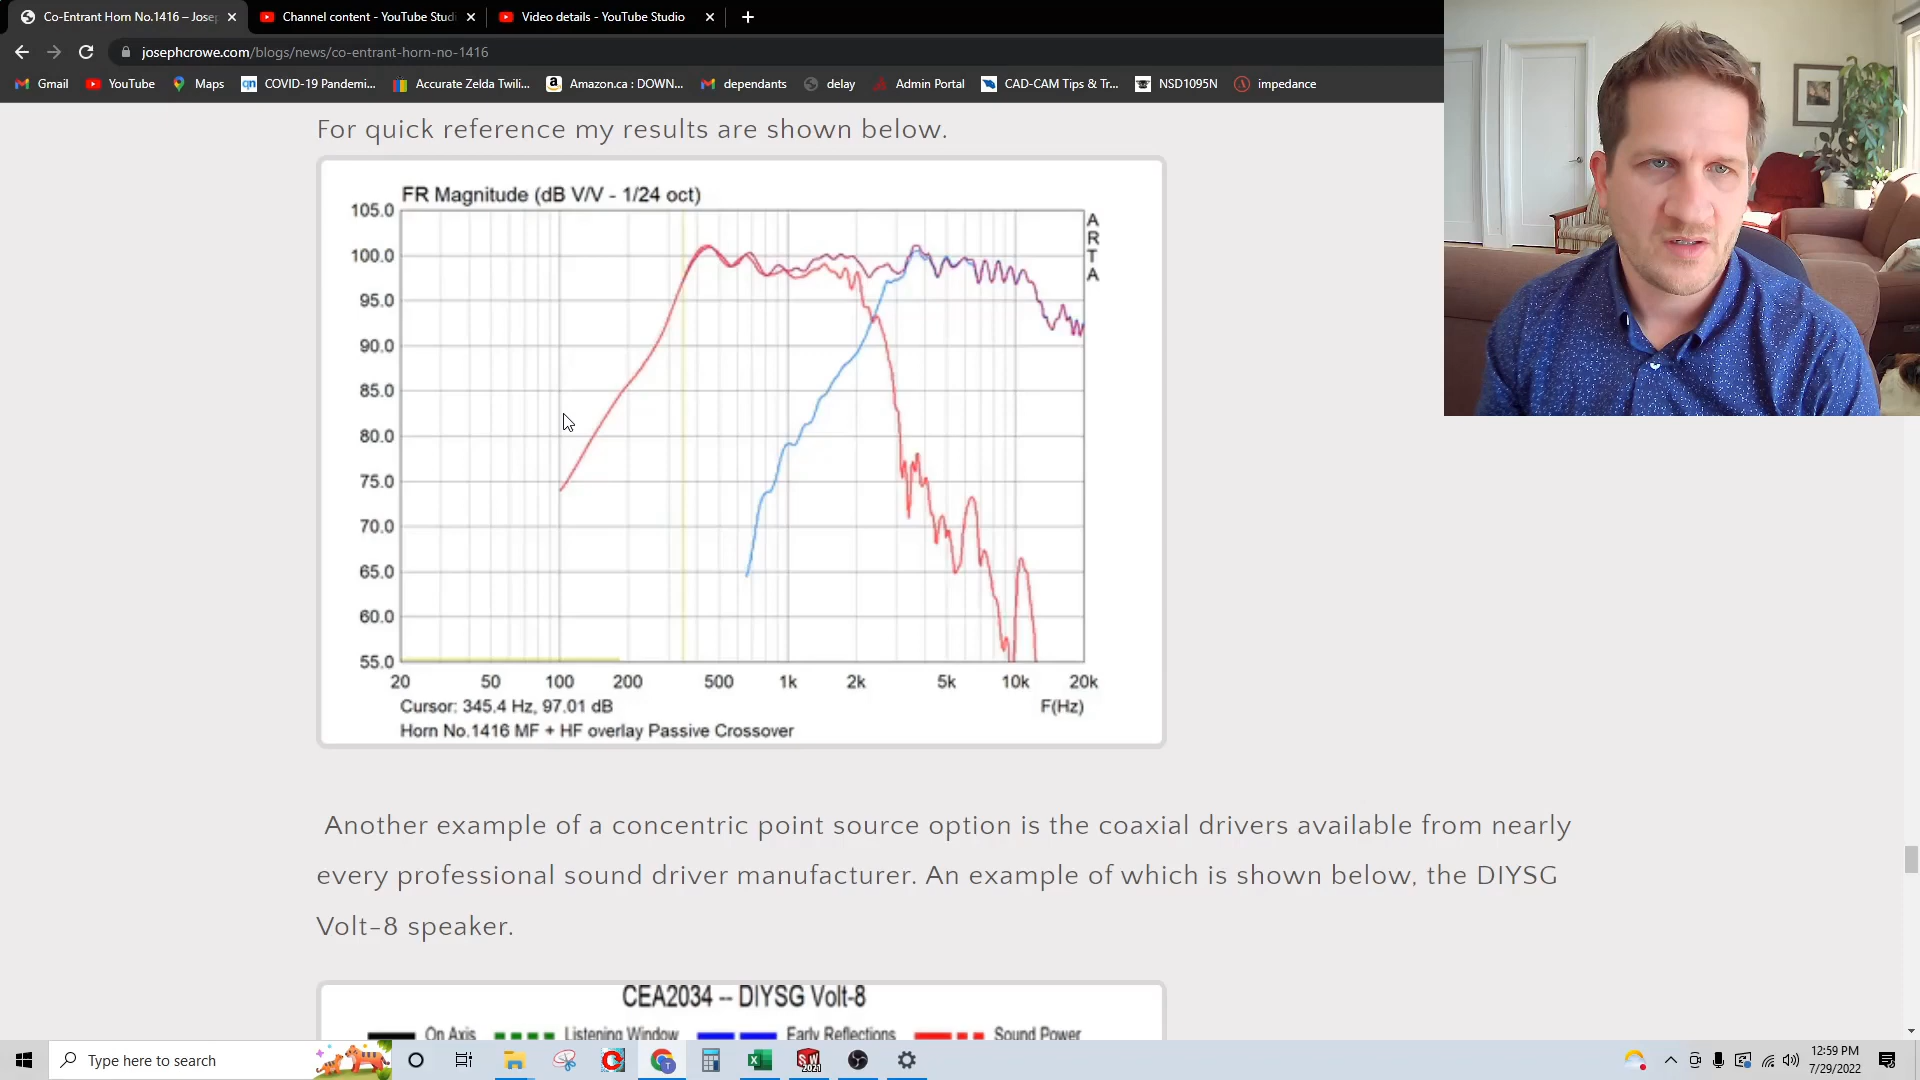 Co-Entrant Horn No.1416 – Josep
Channel content - YouTube Studi
Video details - YouTube Studio
josephcrowe.com/blogs/news/co-entrant-horn-no-1416
Gmail
YouTube
Maps
COVID-19 Pandemi...
Accurate Zelda Twili...
Amazon.ca : DOWN...
dependants
delay
Admin Portal
CAD-CAM Tips & Tr...
NSD1095N
impedance
For quick reference my results are shown below.
FR Magnitude (dB V/V - 1/24 oct)
105.0
100.0
95.0
90.0
85.0
80.0
75.0
70.0
65.0
60.0
55.0
A
R
T
A
20 50 100 200 500 1k 2k 5k 10k 20k
Cursor: 345.4 Hz, 97.01 dB
F(Hz)
Horn No.1416 MF + HF overlay Passive Crossover
Another example of a concentric point source option is the coaxial drivers available from nearly
every professional sound driver manufacturer. An example of which is shown below, the DIYSG
Volt-8 speaker.
CEA2034 -- DIYSG Volt-8
On Axis
Listening Window
Early Reflections
Sound Power
Type here to search
12:59 PM
7/29/2022